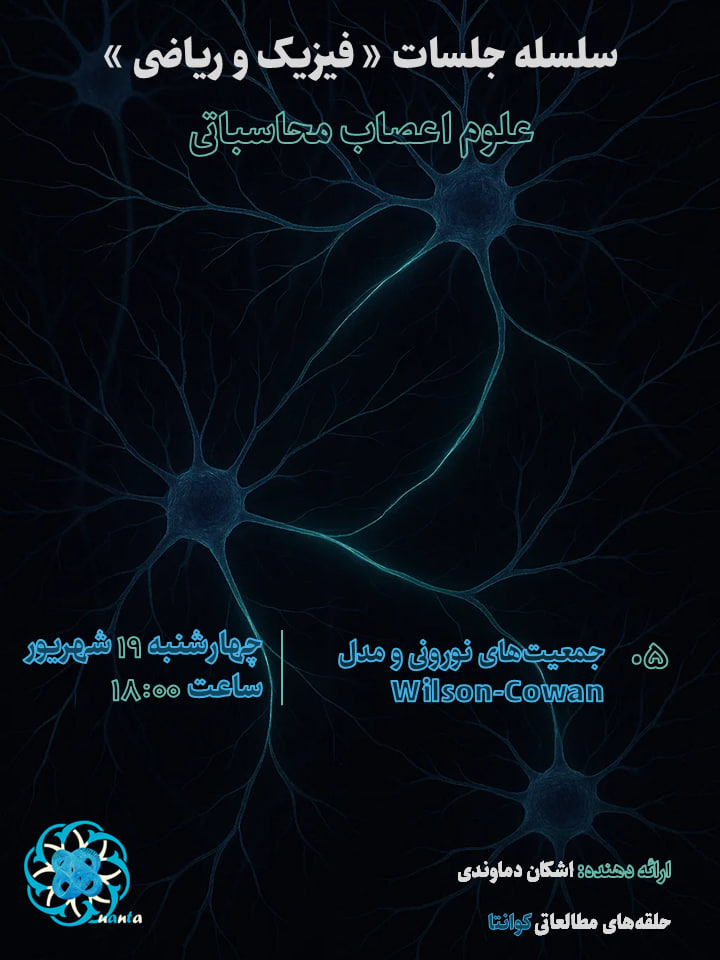 سلسله جلسات « فیزیک و ریاضی »
علوم اعصاب محاسباتی
۰۵
جمعیت‌های نورونی و مدل
Wilson-Cowan
چهارشنبه ۱۹ شهریور
ساعت ۱۸:۰۰
ارائه دهنده: اشکان دماوندی
حلقه‌های مطالعاتی کوانتا
uanta